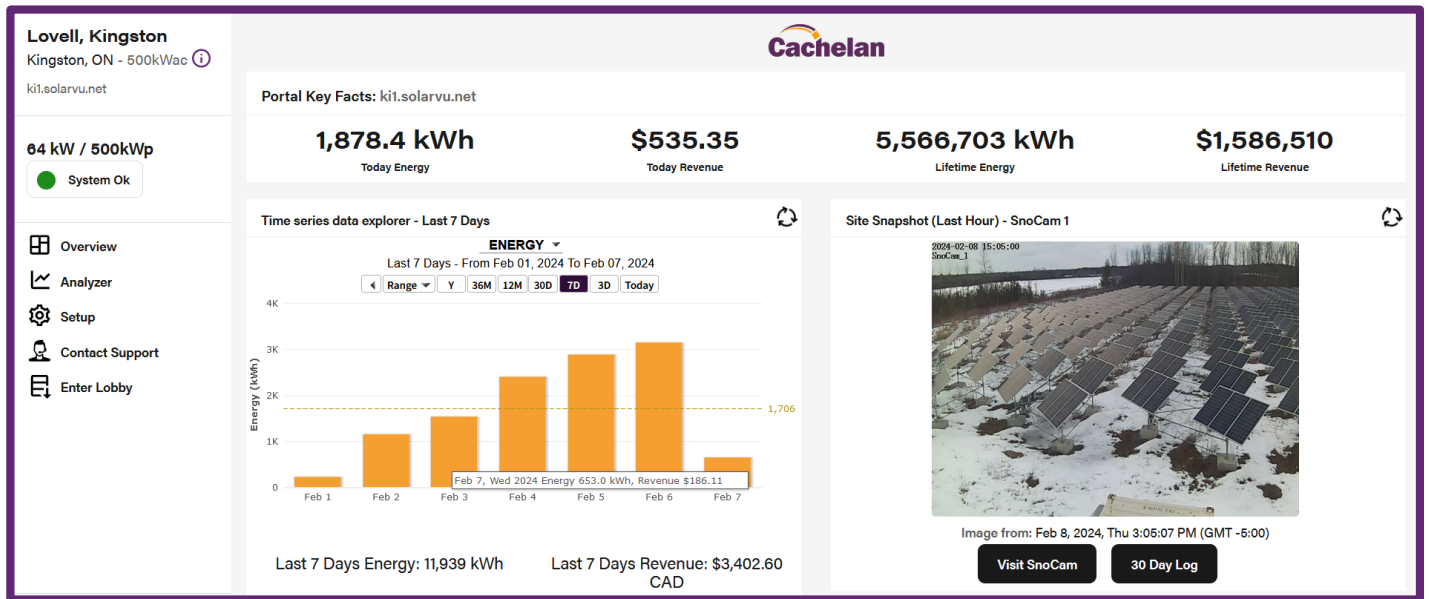 Lovell, Kingston
Kingston, ON - 500kWac
ki1.solarvu.net
64 kW / 500kWp
System Ok
Overview
Analyzer
Setup
Contact Support
Enter Lobby
Cachelan
Portal Key Facts: ki1.solarvu.net
1,878.4 kWh
Today Energy
$535.35
Today Revenue
5,566,703 kWh
Lifetime Energy
$1,586,510
Lifetime Revenue
Time series data explorer - Last 7 Days
ENERGY
Last 7 Days - From Feb 01, 2024 To Feb 07, 2024
Range Y 36M 12M 30D 7D 3D Today
Energy (kWh)
4K
3K
2K
1K
0
1,706
Feb 7, Wed 2024 Energy 653.0 kWh, Revenue $186.11
Feb 1 Feb 2 Feb 3 Feb 4 Feb 5 Feb 6 Feb 7
Last 7 Days Energy: 11,939 kWh
Last 7 Days Revenue: $3,402.60
CAD
Site Snapshot (Last Hour) - SnoCam 1
2024-02-08 15:05:00
SnoCam_1
Image from: Feb 8, 2024, Thu 3:05:07 PM (GMT -5:00)
Visit SnoCam
30 Day Log